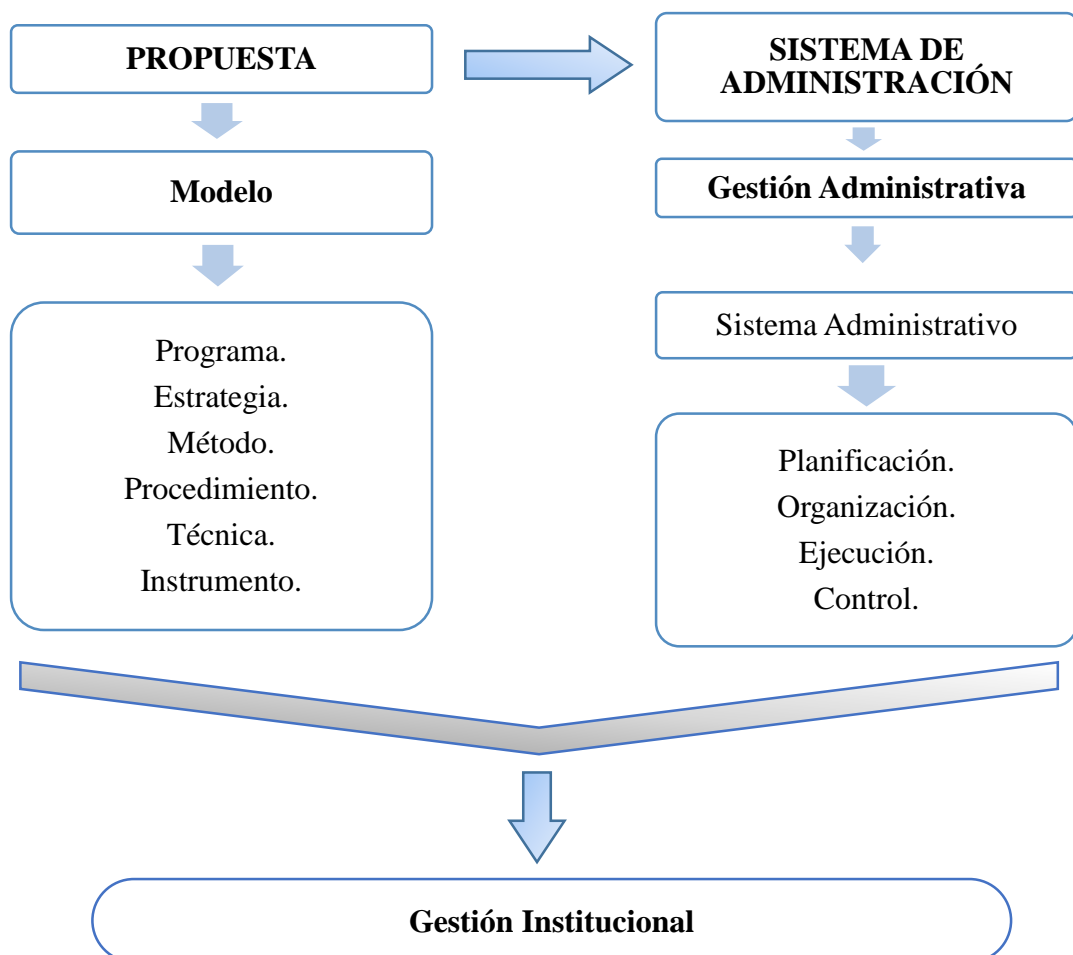 PROPUESTA
Modelo
Programa.
Estrategia.
Método.
Procedimiento.
Técnica.
Instrumento.
SISTEMA DE
ADMINISTRACIÓN
Gestión Administrativa
Sistema Administrativo
Planificación.
Organización.
Ejecución.
Control.
Gestión Institucional